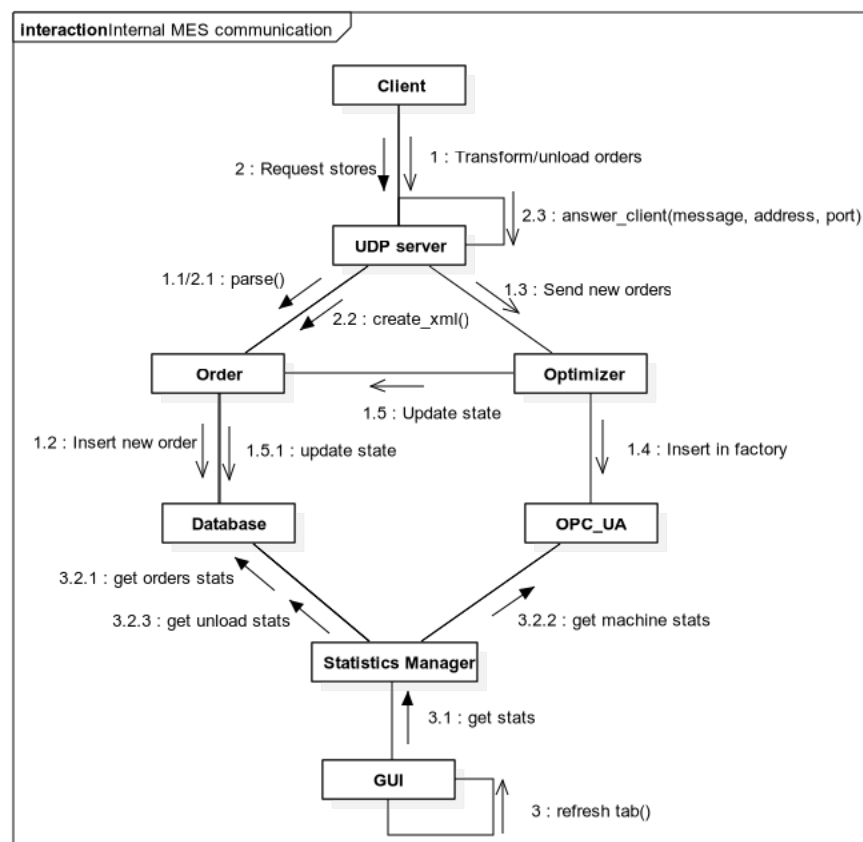 interactionInternal MES communication
Client
1 : Transform/unload orders
2 : Request stores
2.3 : answer_client(message, address, port)
UDP server
1.1/2.1 : parse()
1.3 : Send new orders
2.2 : create_xml()
Order
Optimizer
1.5 : Update state
1.2 : Insert new order
1.5.1 : update state
1.4 : Insert in factory
Database
OPC_UA
3.2.1 : get orders stats
3.2.3 : get unload stats
3.2.2 : get machine stats
Statistics Manager
3.1 : get stats
GUI
3 : refresh tab()